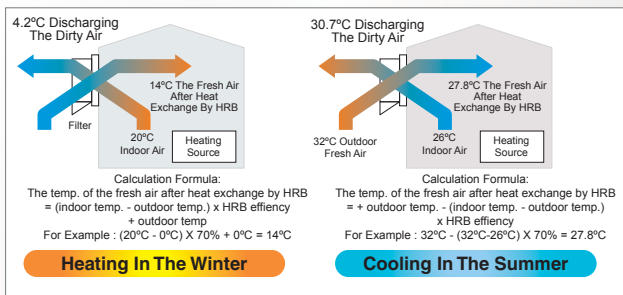 4.2ºC Discharging
The Dirty Air
14ºC The Fresh Air
After Heat
Exchange By HRB
Filter
20ºC
Indoor Air
Heating
Source
Calculation Formula:
The temp. of the fresh air after heat exchange by HRB
= (indoor temp. - outdoor temp.) x HRB effiency
+ outdoor temp
For Example : (20ºC - 0ºC) X 70% + 0ºC = 14ºC
Heating In The Winter
30.7ºC Discharging
The Dirty Air
27.8ºC The Fresh Air
After Heat
Exchange By HRB
32ºC Outdoor
Fresh Air
26ºC
Indoor Air
Heating
Source
Calculation Formula:
The temp. of the fresh air after heat exchange by HRB
= + outdoor temp. - (indoor temp. - outdoor temp.)
x HRB effiency
For Example : 32ºC - (32ºC-26ºC) X 70% = 27.8ºC
Cooling In The Summer